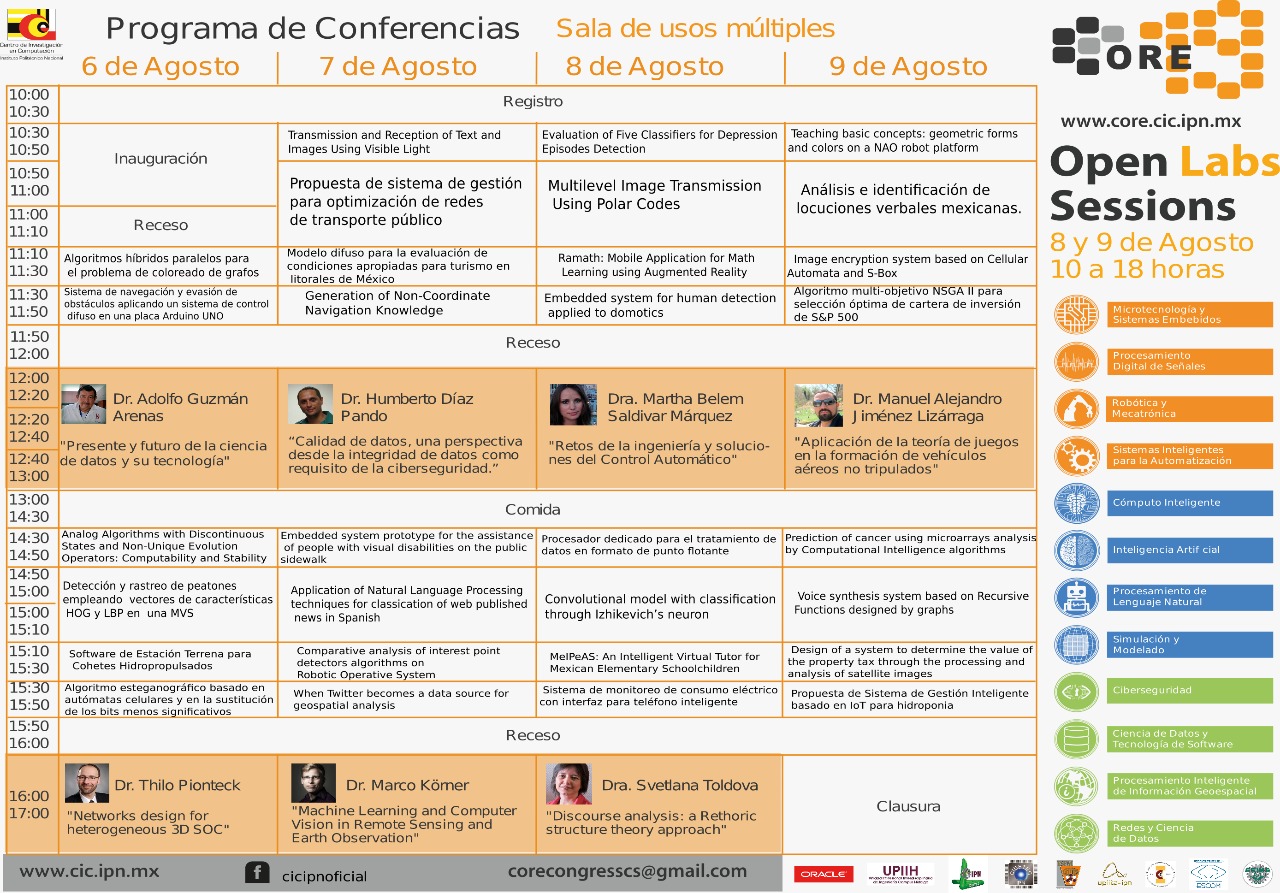 Centro de Investigación
en Computación
Instituto Politécnico Nacional
Programa de Conferencias
Sala de usos múltiples
6 de Agosto
7 de Agosto
8 de Agosto
9 de Agosto
10:00
10:30
Registro
10:30
10:50
Inauguración
Transmission and Reception of Text and
Images Using Visible Light
Evaluation of Five Classifiers for Depression
Episodes Detection
Teaching basic concepts: geometric forms
and colors on a NAO robot platform
10:50
11:00
Propuesta de sistema de gestión
para optimización de redes
de transporte público
Multilevel Image Transmission
Using Polar Codes
Análisis e identificación de
locuciones verbales mexicanas.
11:00
11:10
Receso
11:10
11:30
Algoritmos híbridos paralelos para
el problema de coloreado de grafos
Modelo difuso para la evaluación de
condiciones apropiadas para turismo en
litorales de México
Ramath: Mobile Application for Math
Learning using Augmented Reality
Image encryption system based on Cellular
Automata and S-Box
11:30
11:50
Sistema de navegación y evasión de
obstáculos aplicando un sistema de control
difuso en una placa Arduino UNO
Generation of Non-Coordinate
Navigation Knowledge
Embedded system for human detection
applied to domotics
Algoritmo multi-objetivo NSGA II para
selección óptima de cartera de inversión
de S&P 500
11:50
12:00
Receso
12:00
12:20
12:20
12:40
12:40
13:00
Dr. Adolfo Guzmán
Arenas
"Presente y futuro de la ciencia
de datos y su tecnología"
Dr. Humberto Díaz
Pando
“Calidad de datos, una perspectiva
desde la integridad de datos como
requisito de la ciberseguridad.”
Dra. Martha Belem
Saldivar Márquez
"Retos de la ingeniería y solucio-
nes del Control Automático"
Dr. Manuel Alejandro
Jiménez Lizárraga
"Aplicación de la teoría de juegos
en la formación de vehículos
aéreos no tripulados"
13:00
14:30
Comida
14:30
14:50
Analog Algorithms with Discontinuous
States and Non-Unique Evolution
Operators: Computability and Stability
Embedded system prototype for the assistance
of people with visual disabilities on the public
sidewalk
Procesador dedicado para el tratamiento de
datos en formato de punto flotante
Prediction of cancer using microarrays analysis
by Computational Intelligence algorithms
14:50
15:00
15:00
15:10
Detección y rastreo de peatones
empleando vectores de características
HOG y LBP en una MVS
Application of Natural Language Processing
techniques for classication of web published
news in Spanish
Convolutional model with classification
through Izhikevich’s neuron
Voice synthesis system based on Recursive
Functions designed by graphs
15:10
15:30
Software de Estación Terrena para
Cohetes Hidropropulsados
Comparative analysis of interest point
detectors algorithms on
Robotic Operative System
MeIPeAS: An Intelligent Virtual Tutor for
Mexican Elementary Schoolchildren
Design of a system to determine the value of
the property tax through the processing and
analysis of satellite images
15:30
15:50
Algoritmo esteganográfico basado en
autómatas celulares y en la sustitución
de los bits menos significativos
When Twitter becomes a data source for
geospatial analysis
Sistema de monitoreo de consumo eléctrico
con interfaz para teléfono inteligente
Propuesta de Sistema de Gestión Inteligente
basado en IoT para hidroponia
15:50
16:00
Receso
16:00
17:00
Dr. Thilo Pionteck
"Networks design for
heterogeneous 3D SOC"
Dr. Marco Körner
"Machine Learning and Computer
Vision in Remote Sensing and
Earth Observation"
Dra. Svetlana Toldova
"Discourse analysis: a Rethoric
structure theory approach"
Clausura
CORE
www.core.cic.ipn.mx
Open Labs
Sessions
8 y 9 de Agosto
10 a 18 horas
Microtecnología y
Sistemas Embebidos
Procesamiento
Digital de Señales
Robótica y
Mecatrónica
Sistemas Inteligentes
para la Automatización
Cómputo Inteligente
Inteligencia Artif cial
Procesamiento de
Lenguaje Natural
Simulación y
Modelado
Ciberseguridad
Ciencia de Datos y
Tecnología de Software
Procesamiento Inteligente
de Información Geoespacial
Redes y Ciencia
de Datos
www.cic.ipn.mx
f
cicipnoficial
corecongresscs@gmail.com
ORACLE
UPIIH
IPN
upiita-ipn
ESCOM